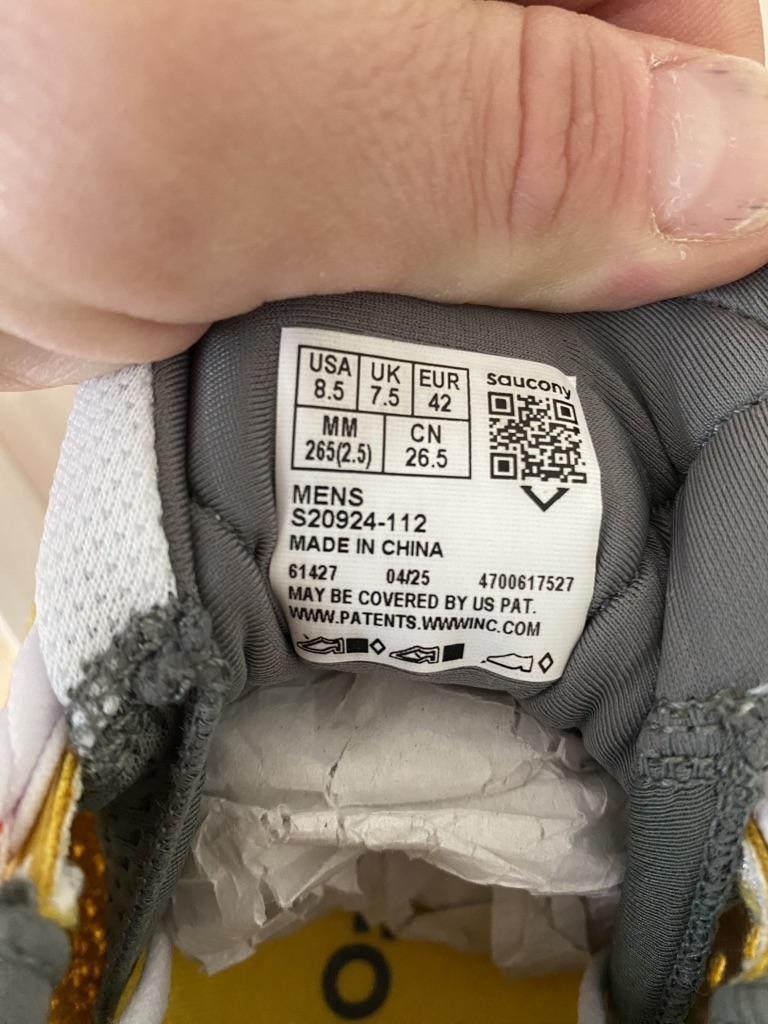 USA UK EUR
8.5 7.5 42
MM CN
265(2.5) 26.5
saucony
MENS
S20924-112
MADE IN CHINA
61427 04/25 4700617527
MAY BE COVERED BY US PAT.
WWW.PATENTS.WWWINC.COM
O